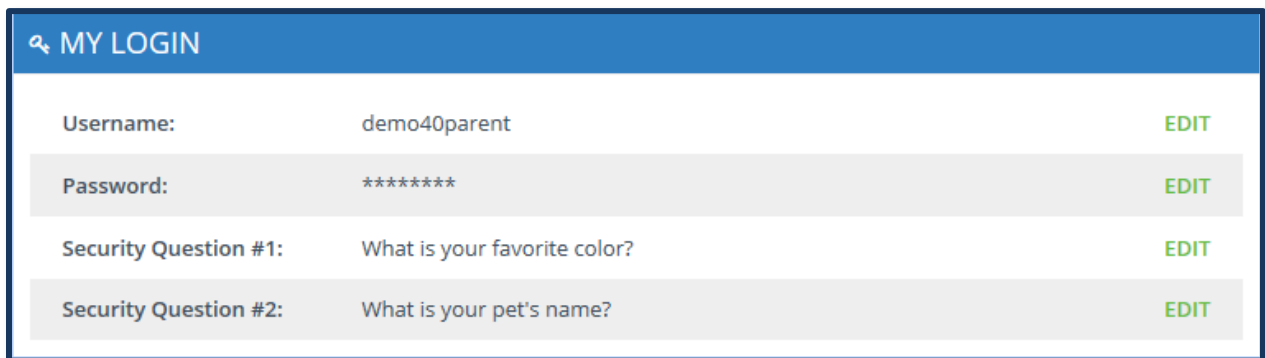 MY LOGIN
Username: demo40parent EDIT
Password: ******** EDIT
Security Question #1: What is your favorite color? EDIT
Security Question #2: What is your pet's name? EDIT